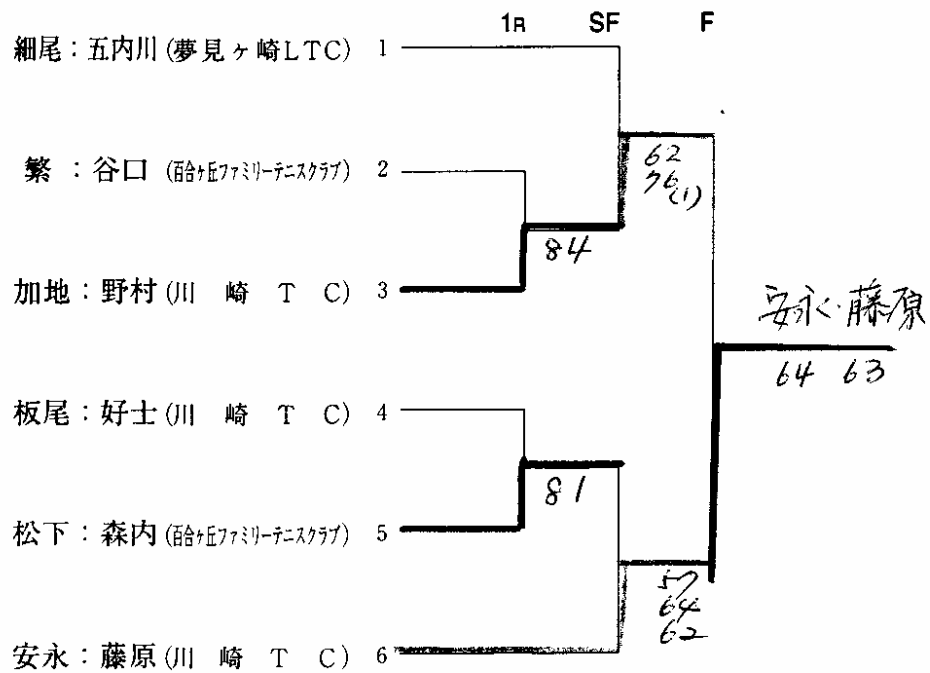 1R SF F
細尾：五内川(夢見ヶ崎LTC) 1
62
76(1)
繁 ：谷口 (百合ヶ丘ファミリーテニスクラブ) 2
84
加地：野村(川 崎 T C) 3
安永・藤原
64 63
板尾：好士(川 崎 T C) 4
81
松下：森内(百合ヶ丘ファミリーテニスクラブ) 5
57
64
62
安永：藤原(川 崎 T C) 6